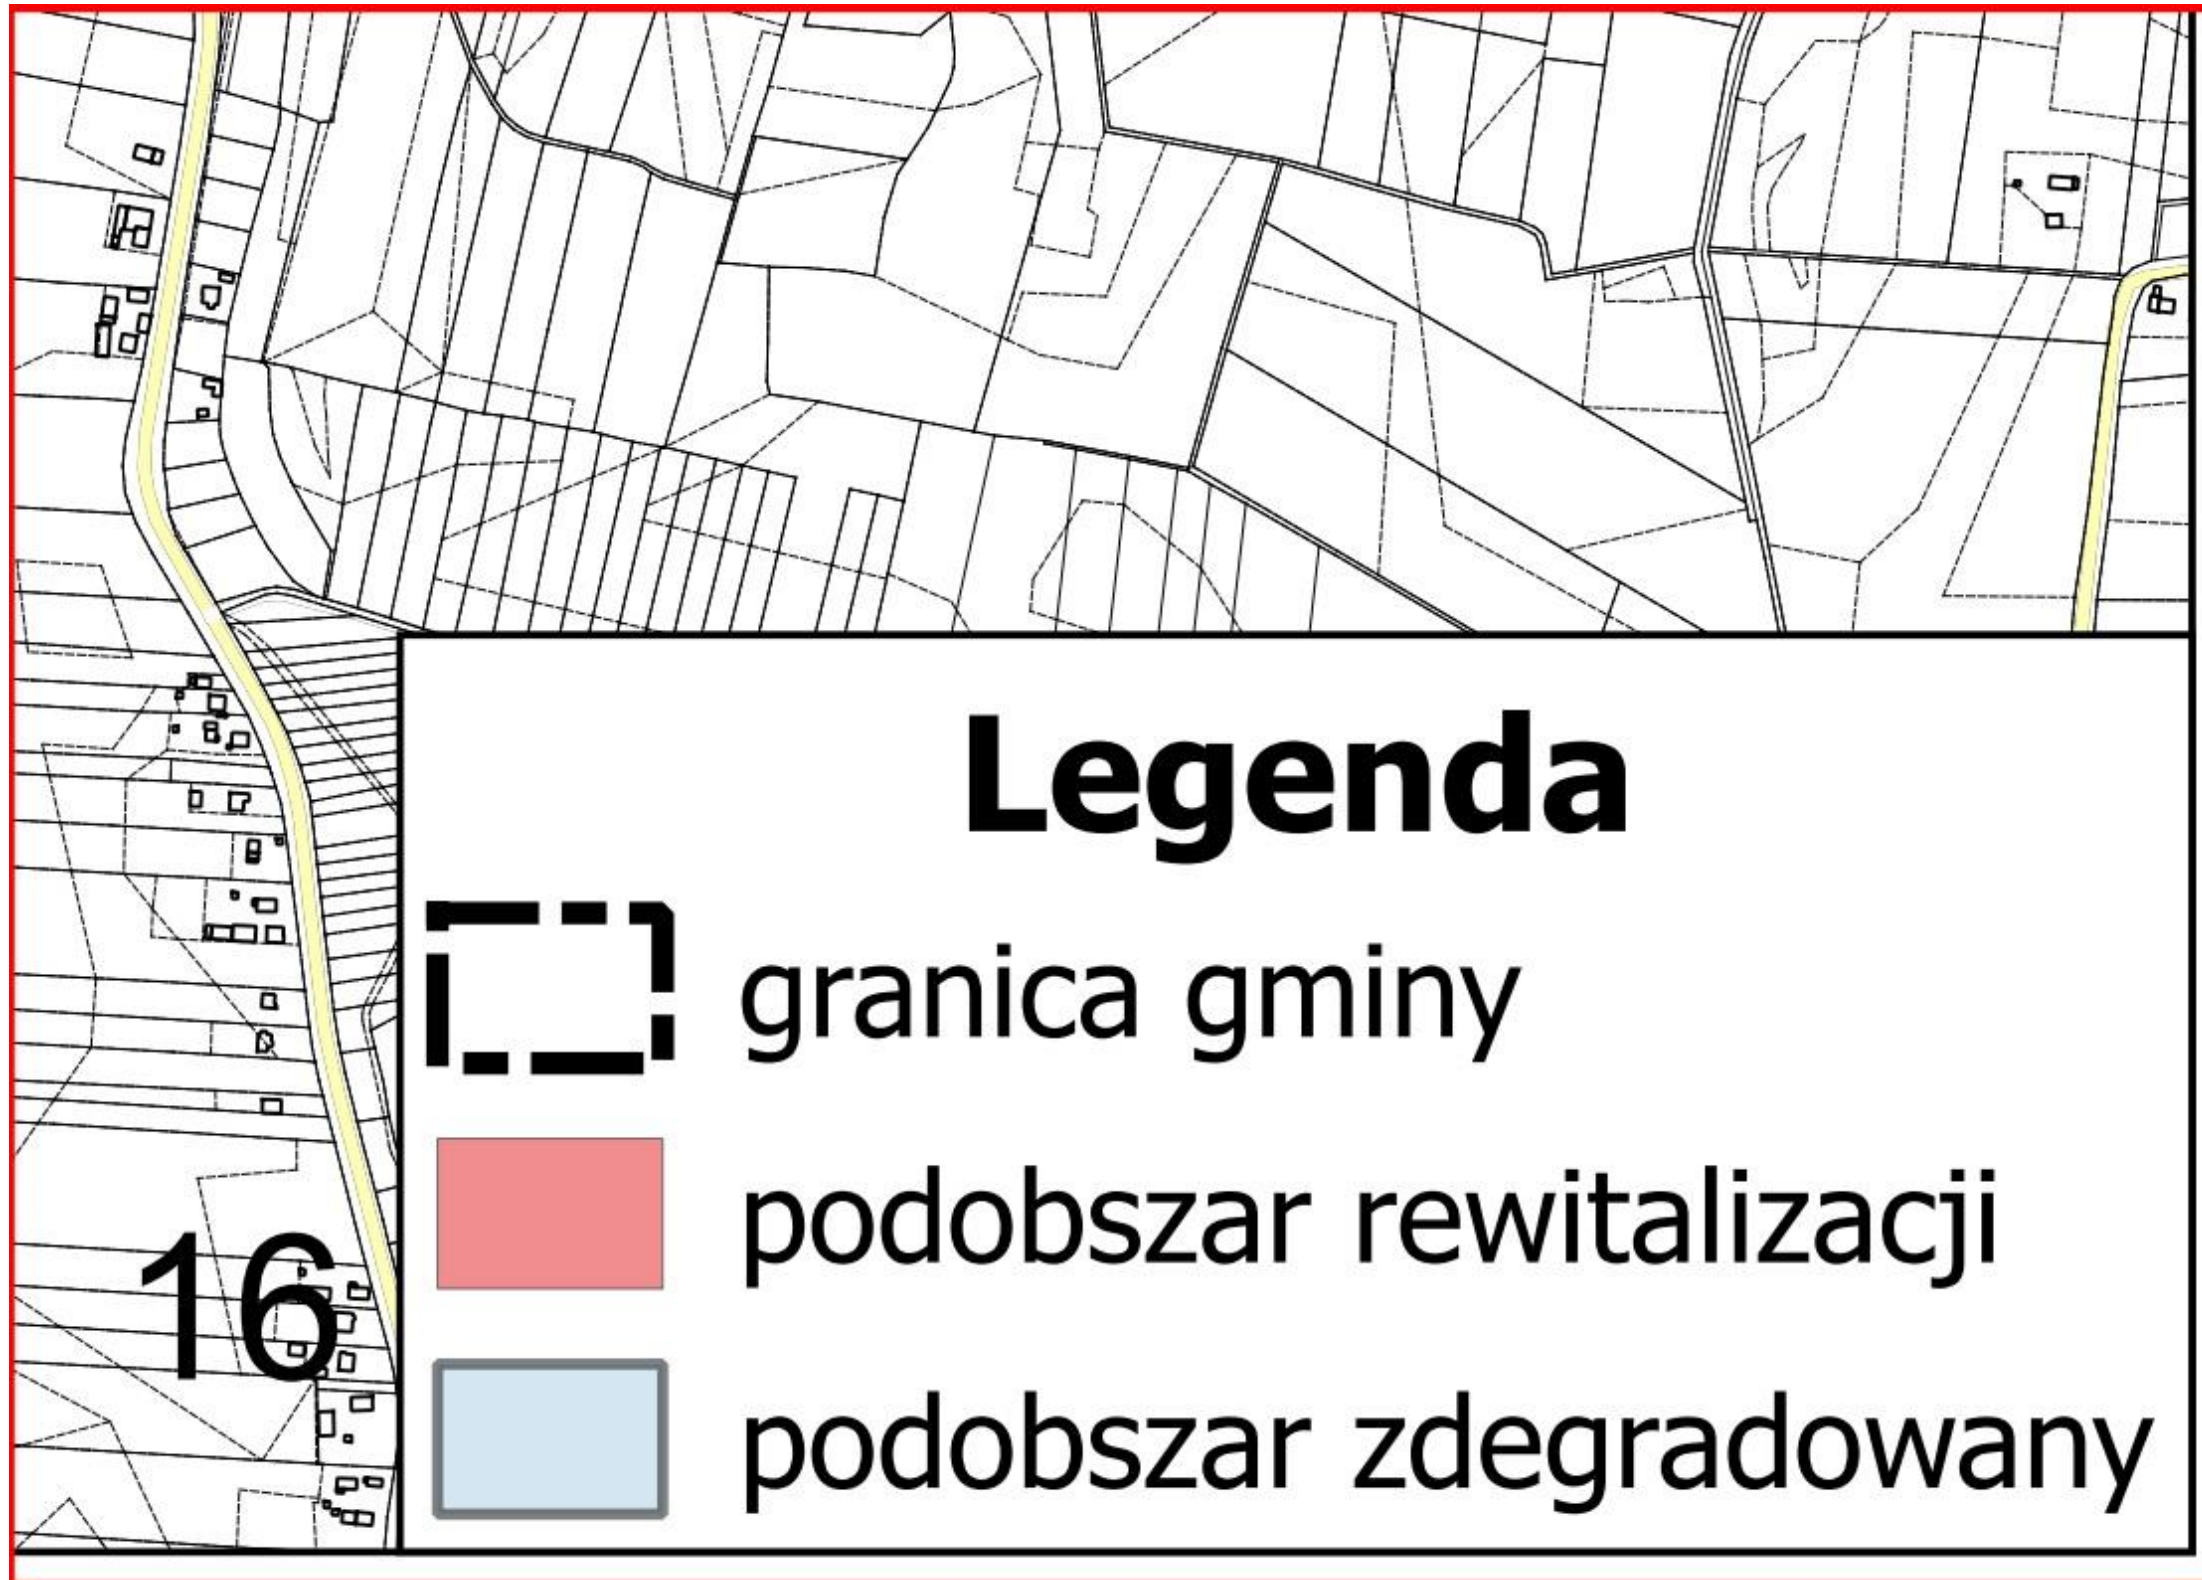 Legenda
granica gminy
podobszar rewitalizacji
podobszar zdegradowany
16